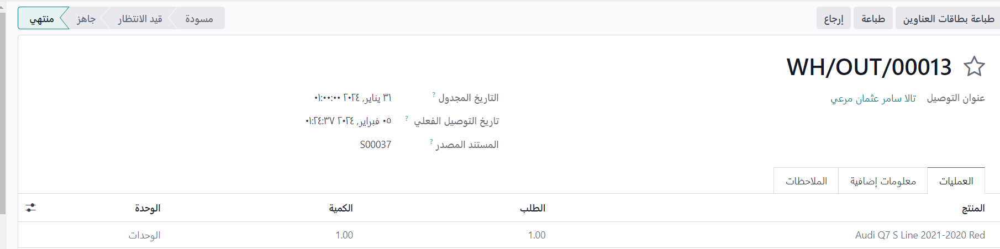 طباعة بطاقات العناوين طباعة إرجاع
مسودة قيد الانتظار جاهز منتهي
WH/OUT/00013
عنوان التوصيل تالا سامر عثمان مرعي
التاريخ المجدول ? ٣١ يناير, ٢٠٢٤ ٠١:٠٠:٠٠
تاريخ التوصيل الفعلي ? ٠٥ فبراير, ٢٠٢٤ ٠١:٢٤:٣٧
المستند المصدر ? S00037
العمليات معلومات إضافية الملاحظات
المنتج الطلب الكمية الوحدة
Audi Q7 S Line 2021-2020 Red 1.00 1.00 الوحدات